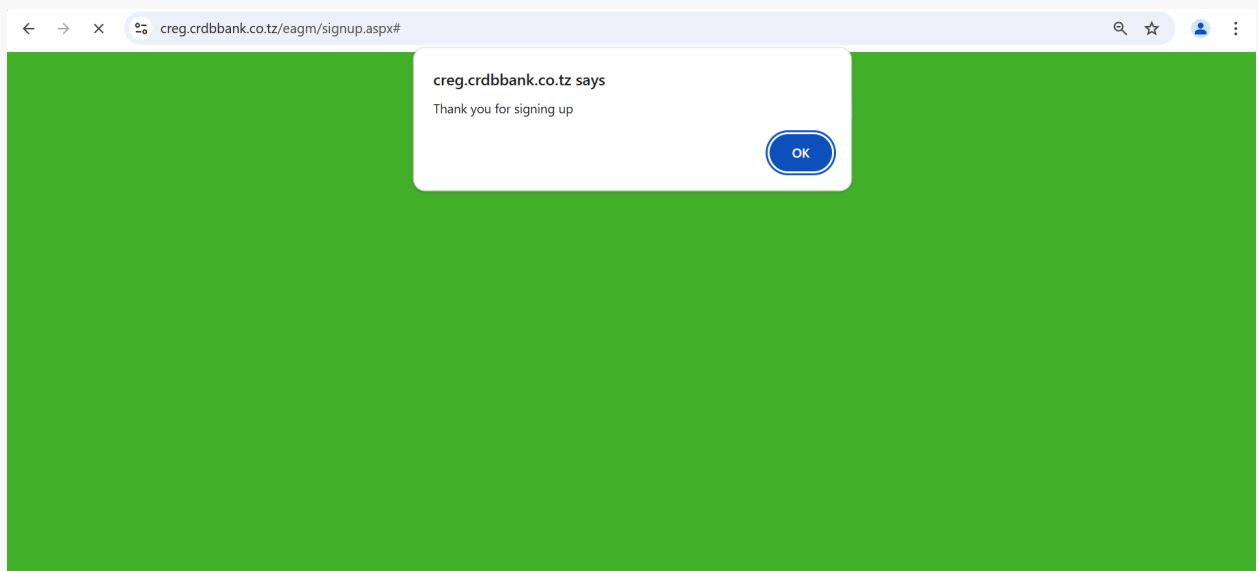 creg.crdbbank.co.tz/eagm/signup.aspx#
creg.crdbbank.co.tz says
Thank you for signing up
OK